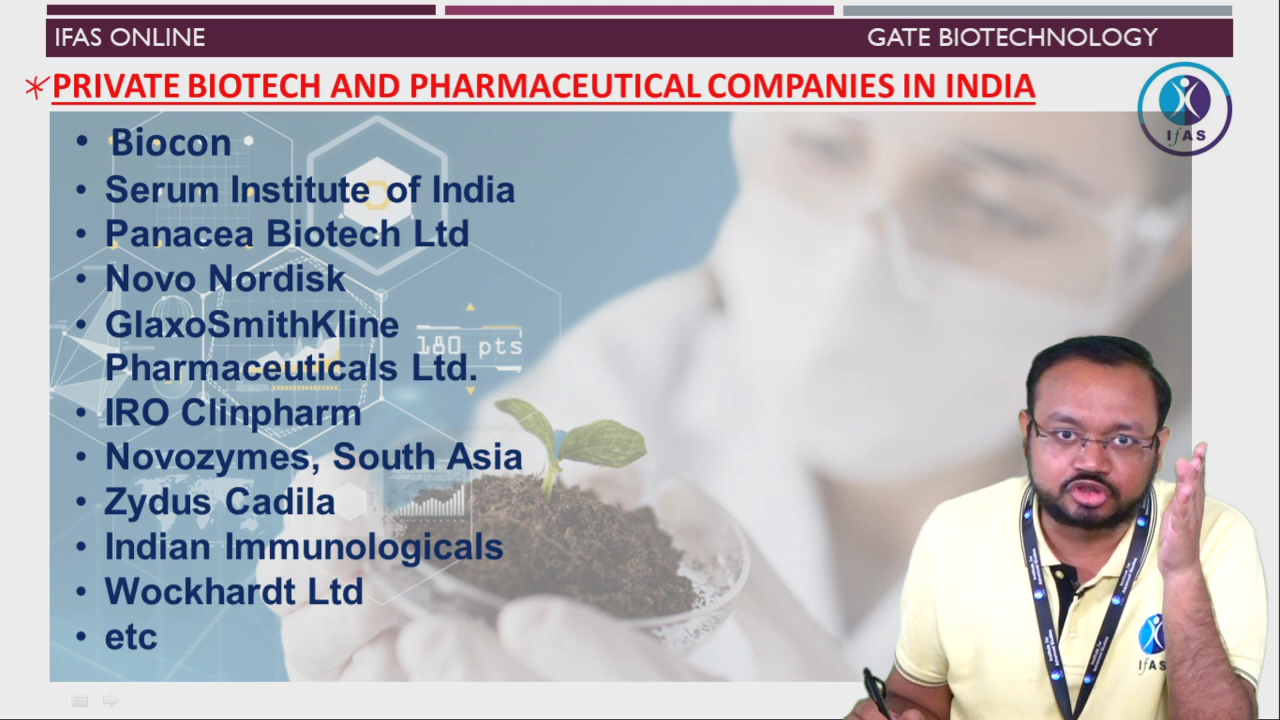 IFAS ONLINE
GATE BIOTECHNOLOGY
*PRIVATE BIOTECH AND PHARMACEUTICAL COMPANIES IN INDIA
IfAS
• Biocon
• Serum Institute of India
• Panacea Biotech Ltd
• Novo Nordisk
• GlaxoSmithKline
Pharmaceuticals Ltd.
180 pts
• IRO Clinpharm
• Novozymes, South Asia
• Zydus Cadila
• Indian Immunologicals
• Wockhardt Ltd
• etc
IfAS